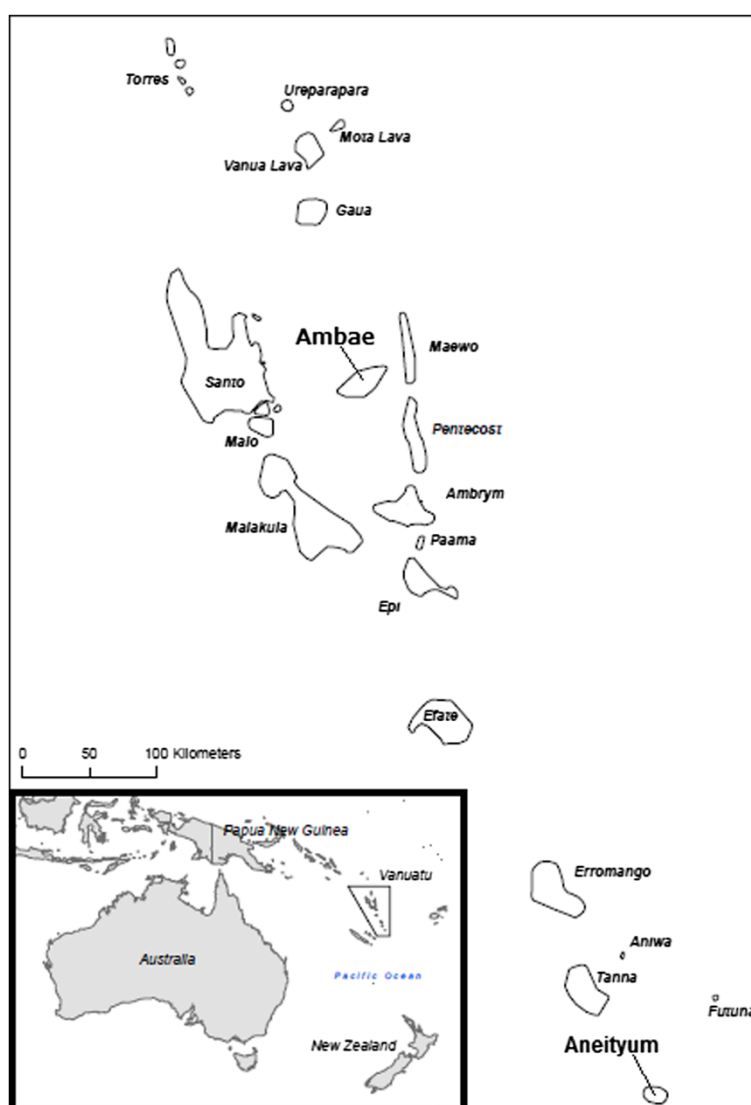 Torres
Ureparapara
Mota Lava
Vanua Lava
Gaua
Ambae
Maewo
Santo
Pentecost
Malo
Ambrym
Malakula
Paama
Epi
Efate
0 50 100 Kilometers
Papua New Guinea
Vanuatu
Erromango
Aniwa
Australia
Pacific Ocean
Tanna
Futuna
New Zealand
Aneityum